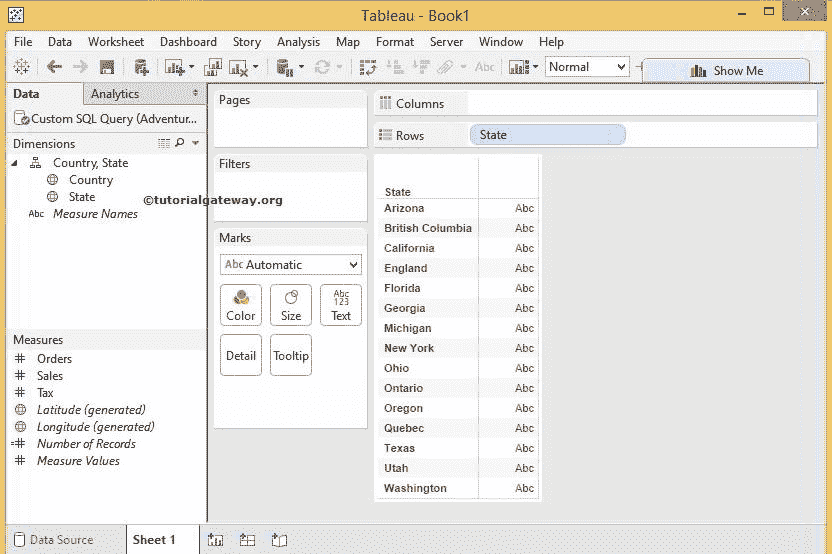 Tableau - Book1
File Data Worksheet Dashboard Story Analysis Map Format Server Window Help
Abc Normal Show Me
Data Analytics
Custom SQL Query (Adventur...
Dimensions
Country, State
Country
State
Abc Measure Names
©tutorialgateway.org
Measures
Orders
Sales
Tax
Latitude (generated)
Longitude (generated)
Number of Records
Measure Values
Pages
Filters
Marks
Abc Automatic
Color Size Abc 123 Text
Detail Tooltip
Columns
Rows State
State
Arizona Abc
British Columbia Abc
California Abc
England Abc
Florida Abc
Georgia Abc
Michigan Abc
New York Abc
Ohio Abc
Ontario Abc
Oregon Abc
Quebec Abc
Texas Abc
Utah Abc
Washington Abc
Data Source Sheet 1